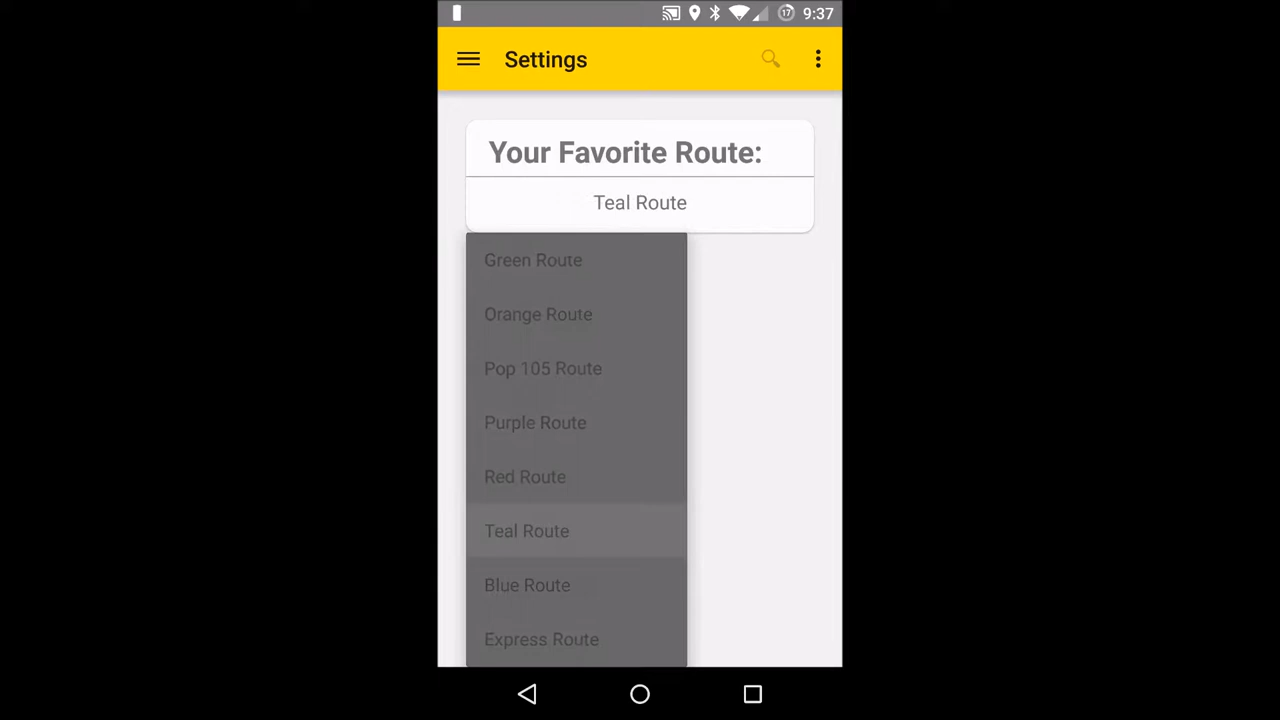 17 9:37
Settings
Your Favorite Route:
Teal Route
Green Route
Orange Route
Pop 105 Route
Purple Route
Red Route
Teal Route
Blue Route
Express Route